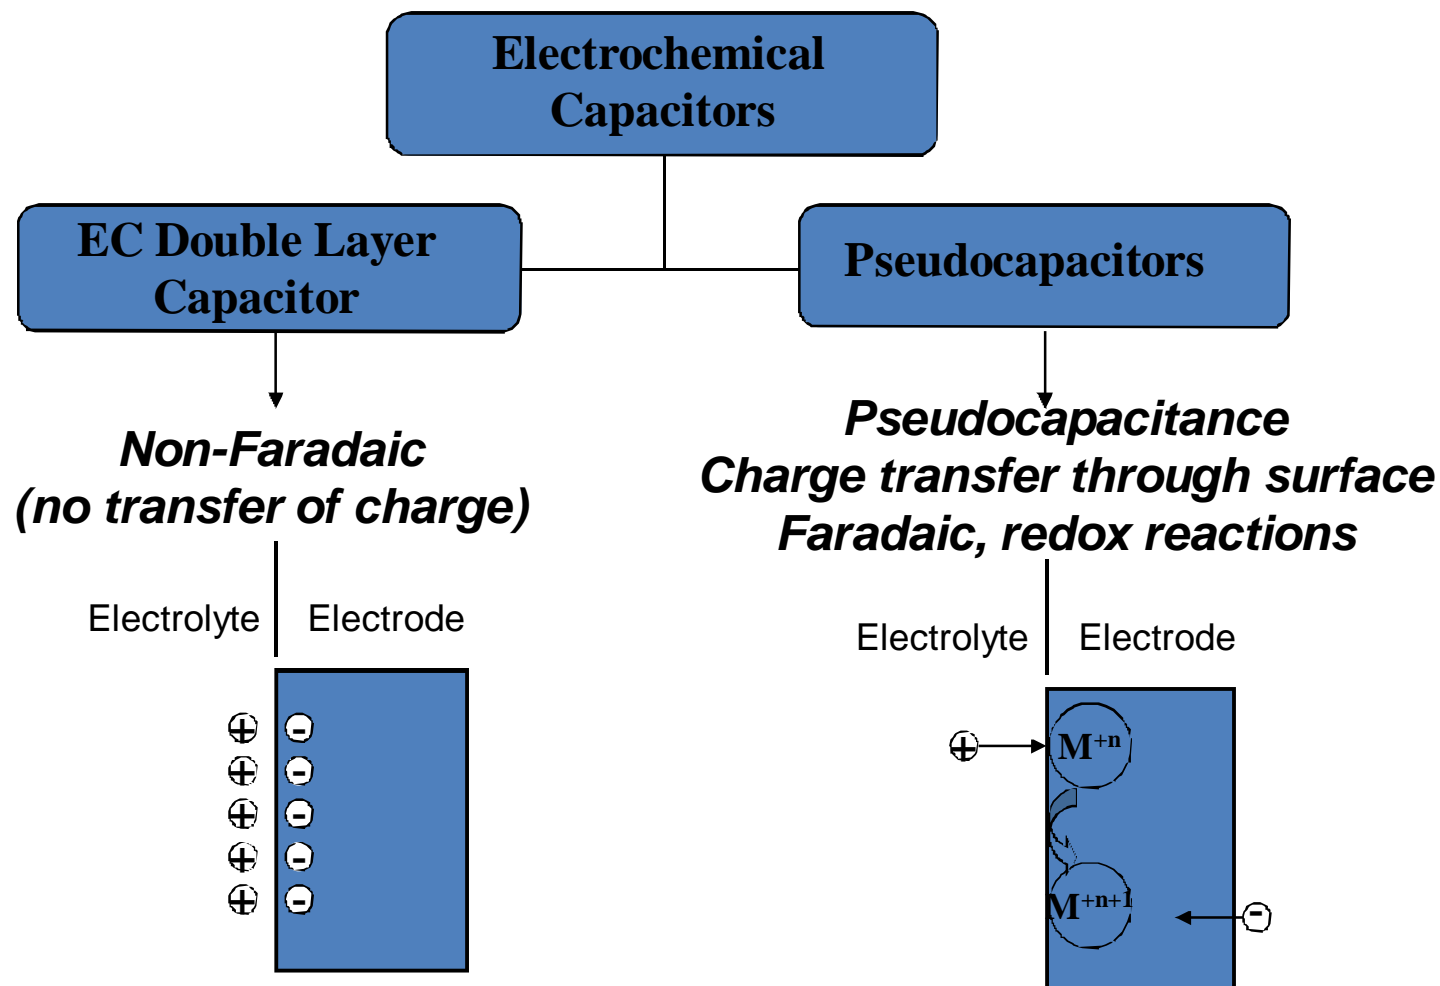 Electrochemical
Capacitors
EC Double Layer
Capacitor
Pseudocapacitors
Non-Faradaic
(no transfer of charge)
Pseudocapacitance
Charge transfer through surface
Faradaic, redox reactions
Electrolyte Electrode
Electrolyte Electrode
+ -
+ -
+ -
+ -
+ -
+ M+n
M+n+1 -